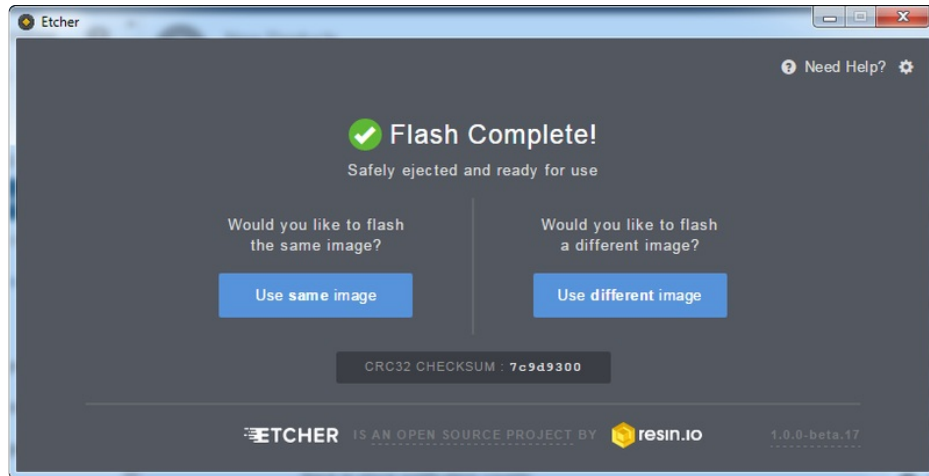 Etcher
Need Help?
Flash Complete!
Safely ejected and ready for use
Would you like to flash
the same image?
Use same image
Would you like to flash
a different image?
Use different image
CRC32 CHECKSUM : 7c9d9300
ETCHER IS AN OPEN SOURCE PROJECT BY resin.io 1.0.0-beta.17